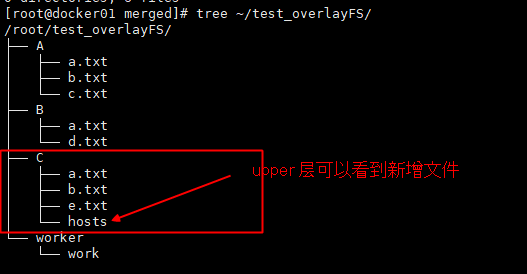 [root@docker01 merged]# tree ~/test_overlayFS/
/root/test_overlayFS/
├── A
│   ├── a.txt
│   ├── b.txt
│   └── c.txt
├── B
│   ├── a.txt
│   └── d.txt
├── C
│   ├── a.txt
│   ├── b.txt
│   ├── e.txt
│   └── hosts
└── worker
    └── work
upper 层可以看到新增文件